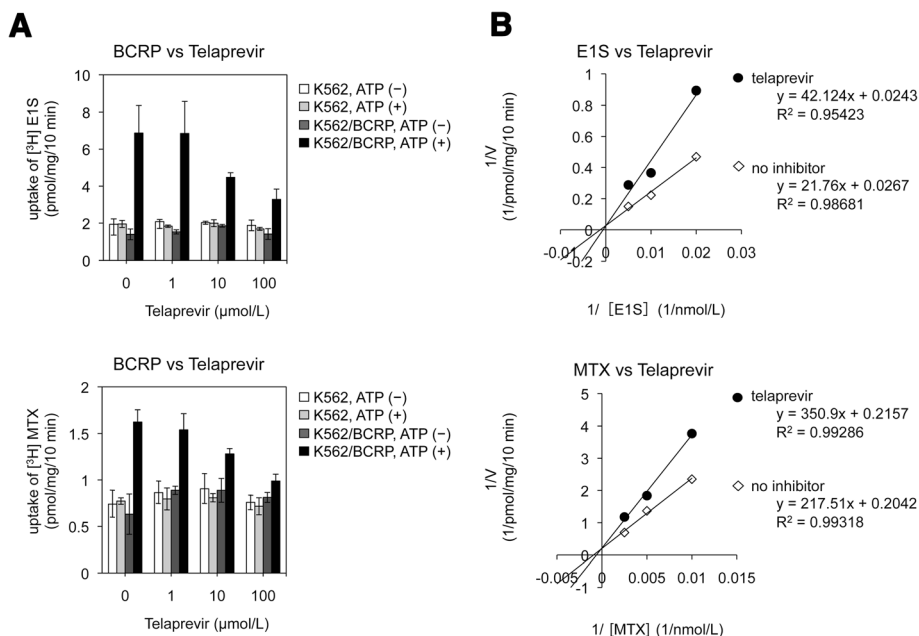 A
BCRP vs Telaprevir
uptake of [³H] E1S
(pmol/mg/10 min)
10
8
6
4
2
0
0 1 10 100
Telaprevir (μmol/L)
K562, ATP (−)
K562, ATP (+)
K562/BCRP, ATP (−)
K562/BRCP, ATP (+)
BCRP vs Telaprevir
uptake of [³H] MTX
(pmol/mg/10 min)
2
1.5
1
0.5
0
0 1 10 100
Telaprevir (μmol/L)
K562, ATP (−)
K562, ATP (+)
K562/BCRP, ATP (−)
K562/BCRP, ATP (+)
B
E1S vs Telaprevir
1/V
(1/pmol/mg/10 min)
1
0.8
0.6
0.4
0.2
0
-0.2
-0.01 0 0.01 0.02 0.03
1/ [E1S] (1/nmol/L)
telaprevir
y = 42.124x + 0.0243
R² = 0.95423
no inhibitor
y = 21.76x + 0.0267
R² = 0.98681
MTX vs Telaprevir
1/V
(1/pmol/mg/10 min)
5
4
3
2
1
0
-1
-0.005 0 0.005 0.01 0.015
1/ [MTX] (1/nmol/L)
telaprevir
y = 350.9x + 0.2157
R² = 0.99286
no inhibitor
y = 217.51x + 0.2042
R² = 0.99318